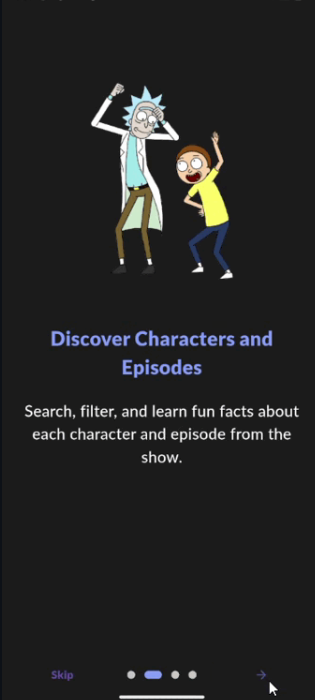 Discover Characters and
Episodes
Search, filter, and learn fun facts about
each character and episode from the
show.
Skip